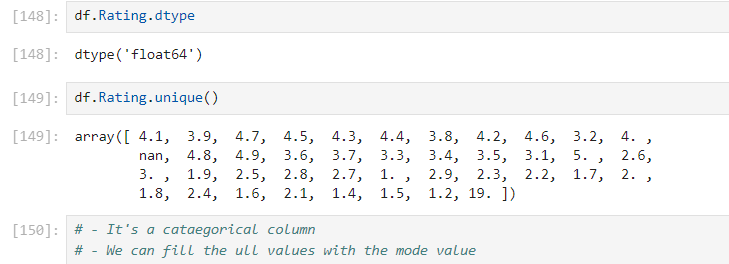 [148]: df.Rating.dtype
[148]: dtype('float64')
[149]: df.Rating.unique()
[149]: array([ 4.1, 3.9, 4.7, 4.5, 4.3, 4.4, 3.8, 4.2, 4.6, 3.2, 4. ,
nan, 4.8, 4.9, 3.6, 3.7, 3.3, 3.4, 3.5, 3.1, 5. , 2.6,
3. , 1.9, 2.5, 2.8, 2.7, 1. , 2.9, 2.3, 2.2, 1.7, 2. ,
1.8, 2.4, 1.6, 2.1, 1.4, 1.5, 1.2, 19. ])
[150]: # - It's a cataegorical column
# - We can fill the ull values with the mode value